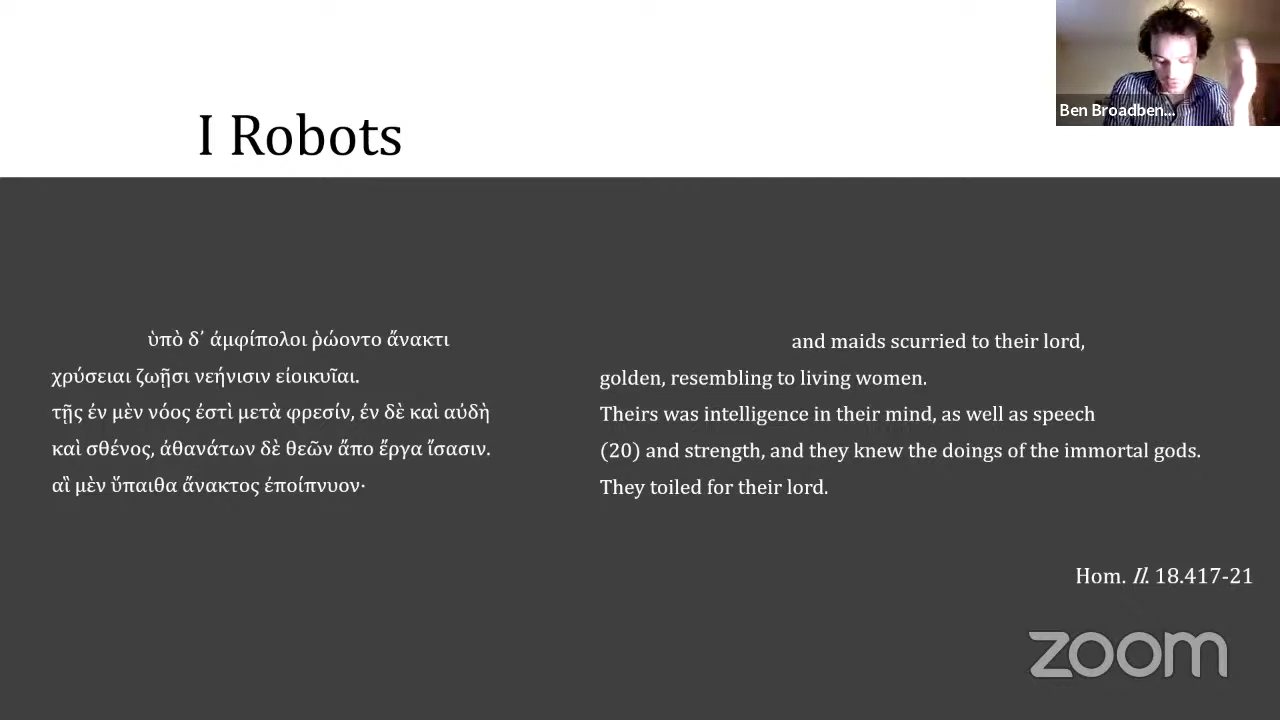 Ben Broadben...
I Robots
ὑπὸ δ᾽ ἀμφίπολοι ῥώοντο ἄνακτι
χρύσειαι ζωῇσι νεήνισιν εἰοικυῖαι.
τῇς ἐν μὲν νόος ἐστὶ μετὰ φρεσίν, ἐν δὲ καὶ αὐδὴ
καὶ σθένος, ἀθανάτων δὲ θεῶν ἄπο ἔργα ἴσασιν.
αἳ μὲν ὕπαιθα ἄνακτος ἐποίπνυον·
and maids scurried to their lord,
golden, resembling to living women.
Theirs was intelligence in their mind, as well as speech
(20) and strength, and they knew the doings of the immortal gods.
They toiled for their lord.
Hom. Il. 18.417-21
zoom